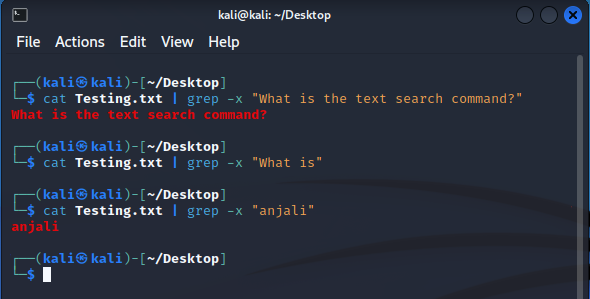 kali@kali: ~/Desktop
File Actions Edit View Help
┌──(kali㉿kali)-[~/Desktop]
└─$ cat Testing.txt | grep -x "What is the text search command?"
What is the text search command?
┌──(kali㉿kali)-[~/Desktop]
└─$ cat Testing.txt | grep -x "What is"
┌──(kali㉿kali)-[~/Desktop]
└─$ cat Testing.txt | grep -x "anjali"
anjali
┌──(kali㉿kali)-[~/Desktop]
└─$